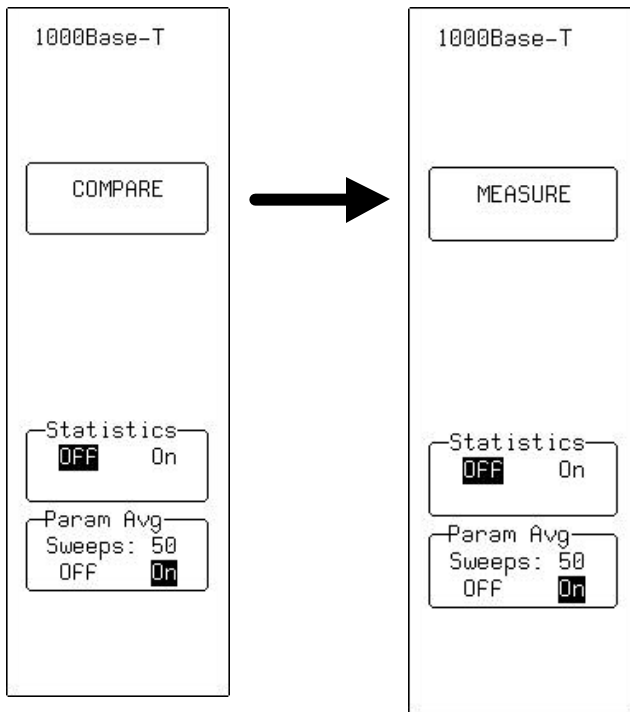 1000Base-T
COMPARE
Statistics
OFF On
Param Avg
Sweeps: 50
OFF On
1000Base-T
MEASURE
Statistics
OFF On
Param Avg
Sweeps: 50
OFF On